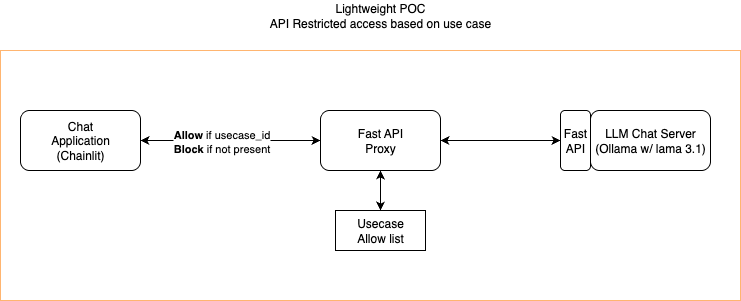 Lightweight POC
API Restricted access based on use case
Chat
Application
(Chainlit)
Allow if usecase_id
Block if not present
Fast API
Proxy
Fast
API
LLM Chat Server
(Ollama w/ lama 3.1)
Usecase
Allow list